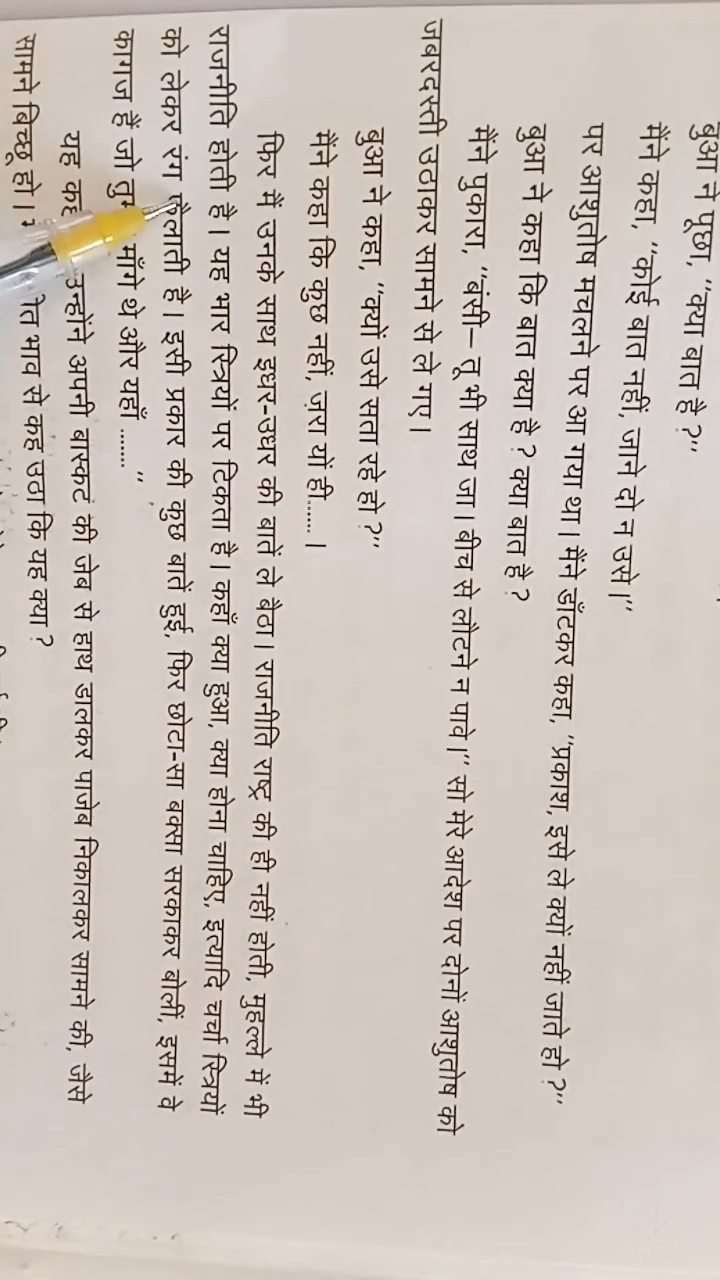 बुआ ने पूछा, "क्या बात है?"
मैंने कहा, "कोई बात नहीं, जाने दो न उसे।"
पर आशुतोष मचलने पर आ गया था। मैंने डाँटकर कहा, "प्रकाश, इसे ले क्यों नहीं जाते हो?"
बुआ ने कहा कि बात क्या है? क्या बात है?
मैंने पुकारा, "बंसी– तू भी साथ जा। बीच से लौटने न पावे।" सो मेरे आदेश पर दोनों आशुतोष को
जबरदस्ती उठाकर सामने से ले गए।
बुआ ने कहा, "क्यों उसे सता रहे हो?"
मैंने कहा कि कुछ नहीं, ज़रा यों ही.......।
फिर मैं उनके साथ इधर-उधर की बातें ले बैठा। राजनीति राष्ट्र की ही नहीं होती, मुहल्ले में भी
राजनीति होती है। यह भार स्त्रियों पर टिकता है। कहाँ क्या हुआ, क्या होना चाहिए, इत्यादि चर्चा स्त्रियों
को लेकर रंग फैलाती है। इसी प्रकार की कुछ बातें हुईं, फिर छोटा-सा बक्सा सरकाकर बोलीं, इसमें वे
कागज हैं जो माँगे थे और यहाँ ........"
यह उन्होंने अपनी बास्कट की जेब से हाथ डालकर पाजेब निकालकर सामने की, जैसे
सामने बिच्छू हो। भाव से कह उठा कि यह क्या?